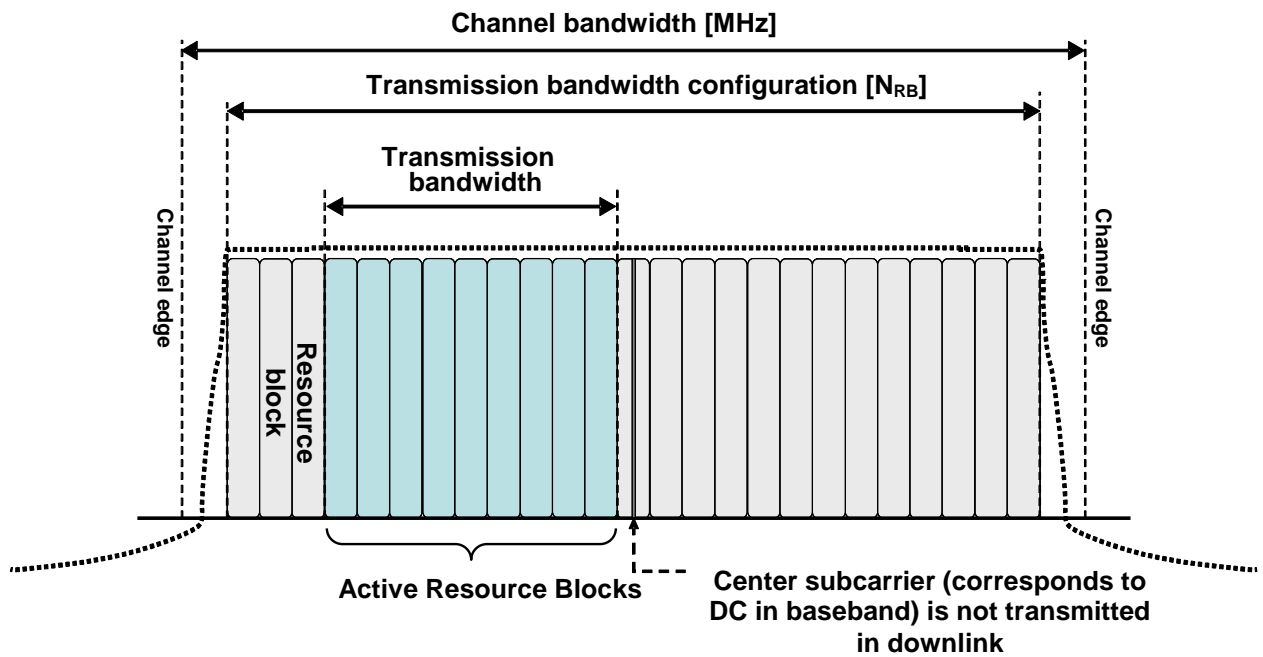 Channel bandwidth [MHz]
Transmission bandwidth configuration [NRB]
Transmission
bandwidth
Channel edge
Channel edge
Resource
block
Active Resource Blocks
Center subcarrier (corresponds to
DC in baseband) is not transmitted
in downlink